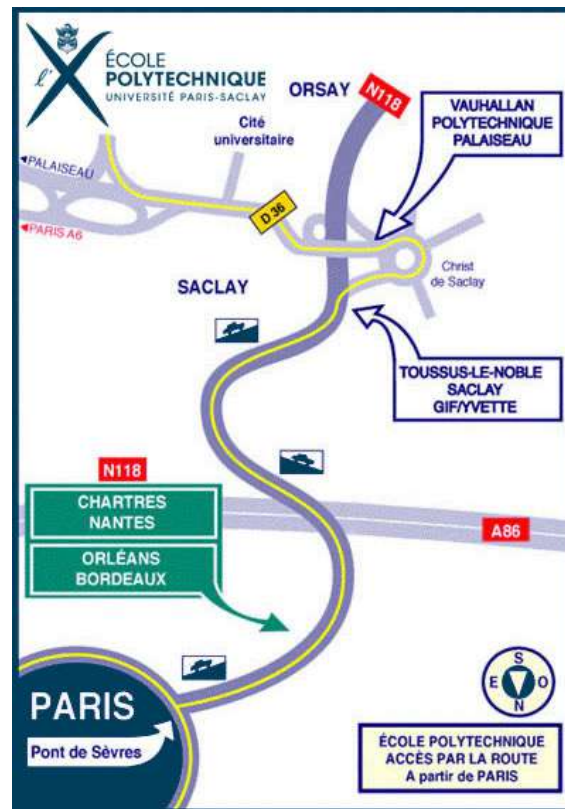 l'X
ÉCOLE
POLYTECHNIQUE
UNIVERSITÉ PARIS-SACLAY
ORSAY
N118
VAUHALLAN
POLYTECHNIQUE
PALAISEAU
Cité
universitaire
◄PALAISEAU
D 36
◄PARIS A6
Christ
de Saclay
SACLAY
TOUSSUS-LE-NOBLE
SACLAY
GIF/YVETTE
N118
CHARTRES
NANTES
A86
ORLÉANS
BORDEAUX
S
E O
N
PARIS
Pont de Sèvres
ÉCOLE POLYTECHNIQUE
ACCÈS PAR LA ROUTE
A partir de PARIS